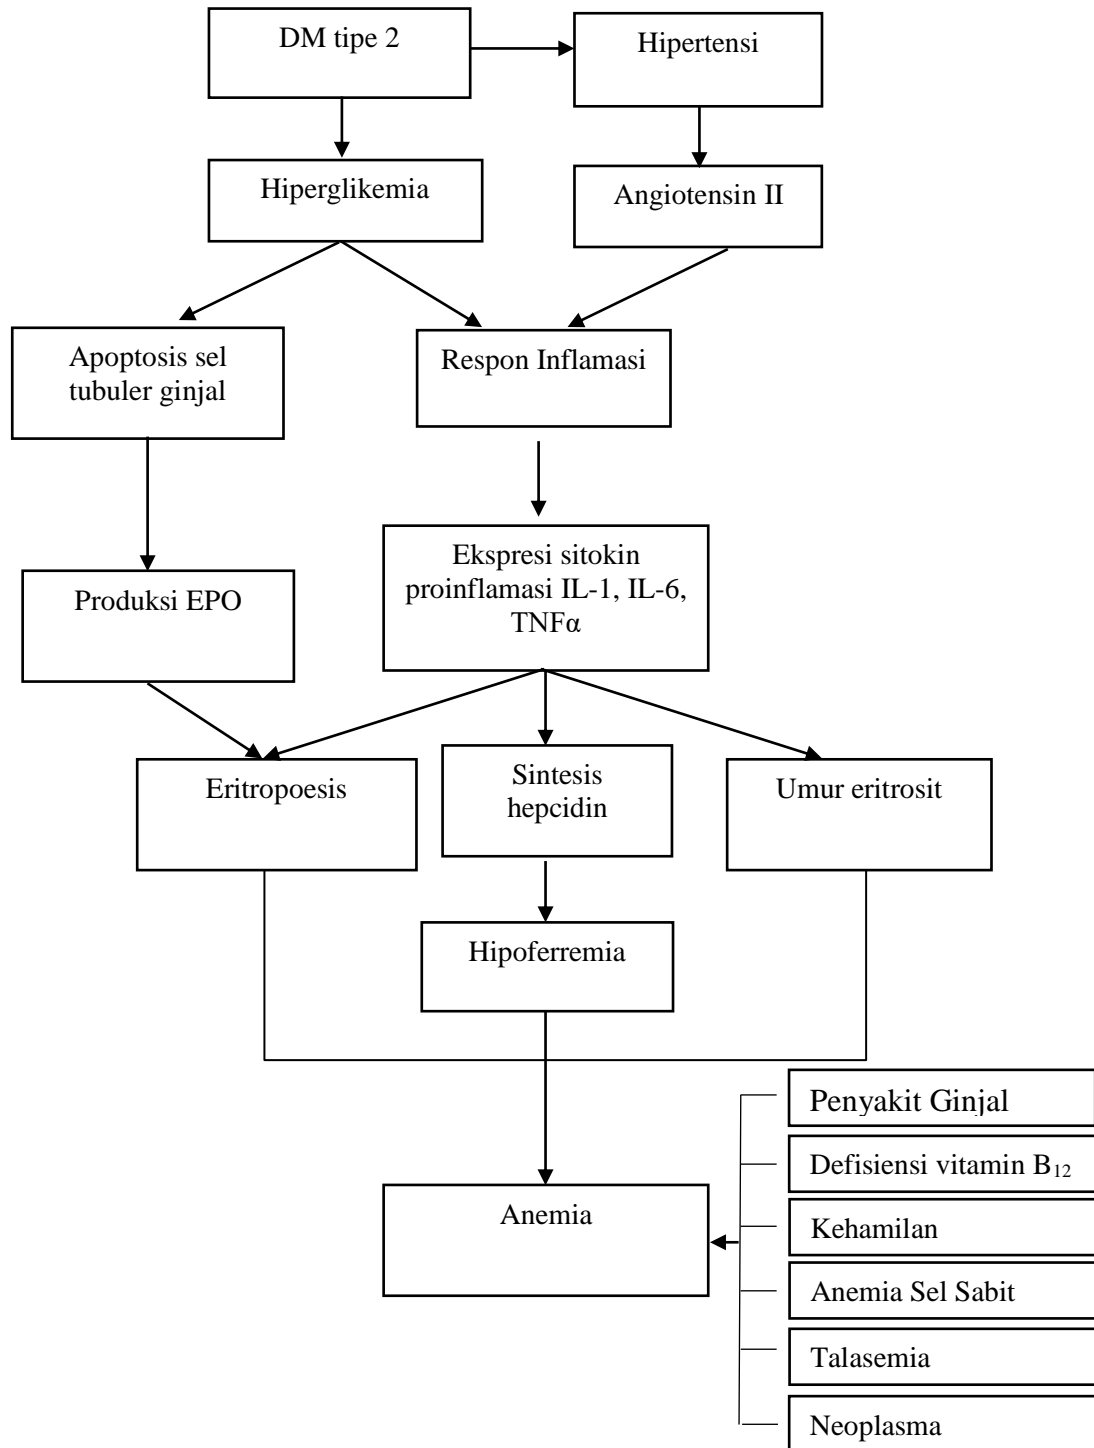 DM tipe 2
Hipertensi
Hiperglikemia
Angiotensin II
Apoptosis sel
tubuler ginjal
Respon Inflamasi
Ekspresi sitokin
proinflamasi IL-1, IL-6,
TNFα
Produksi EPO
Eritropoesis
Sintesis
hepcidin
Umur eritrosit
Hipoferremia
Penyakit Ginjal
Defisiensi vitamin B₁₂
Kehamilan
Anemia
Anemia Sel Sabit
Talasemia
Neoplasma